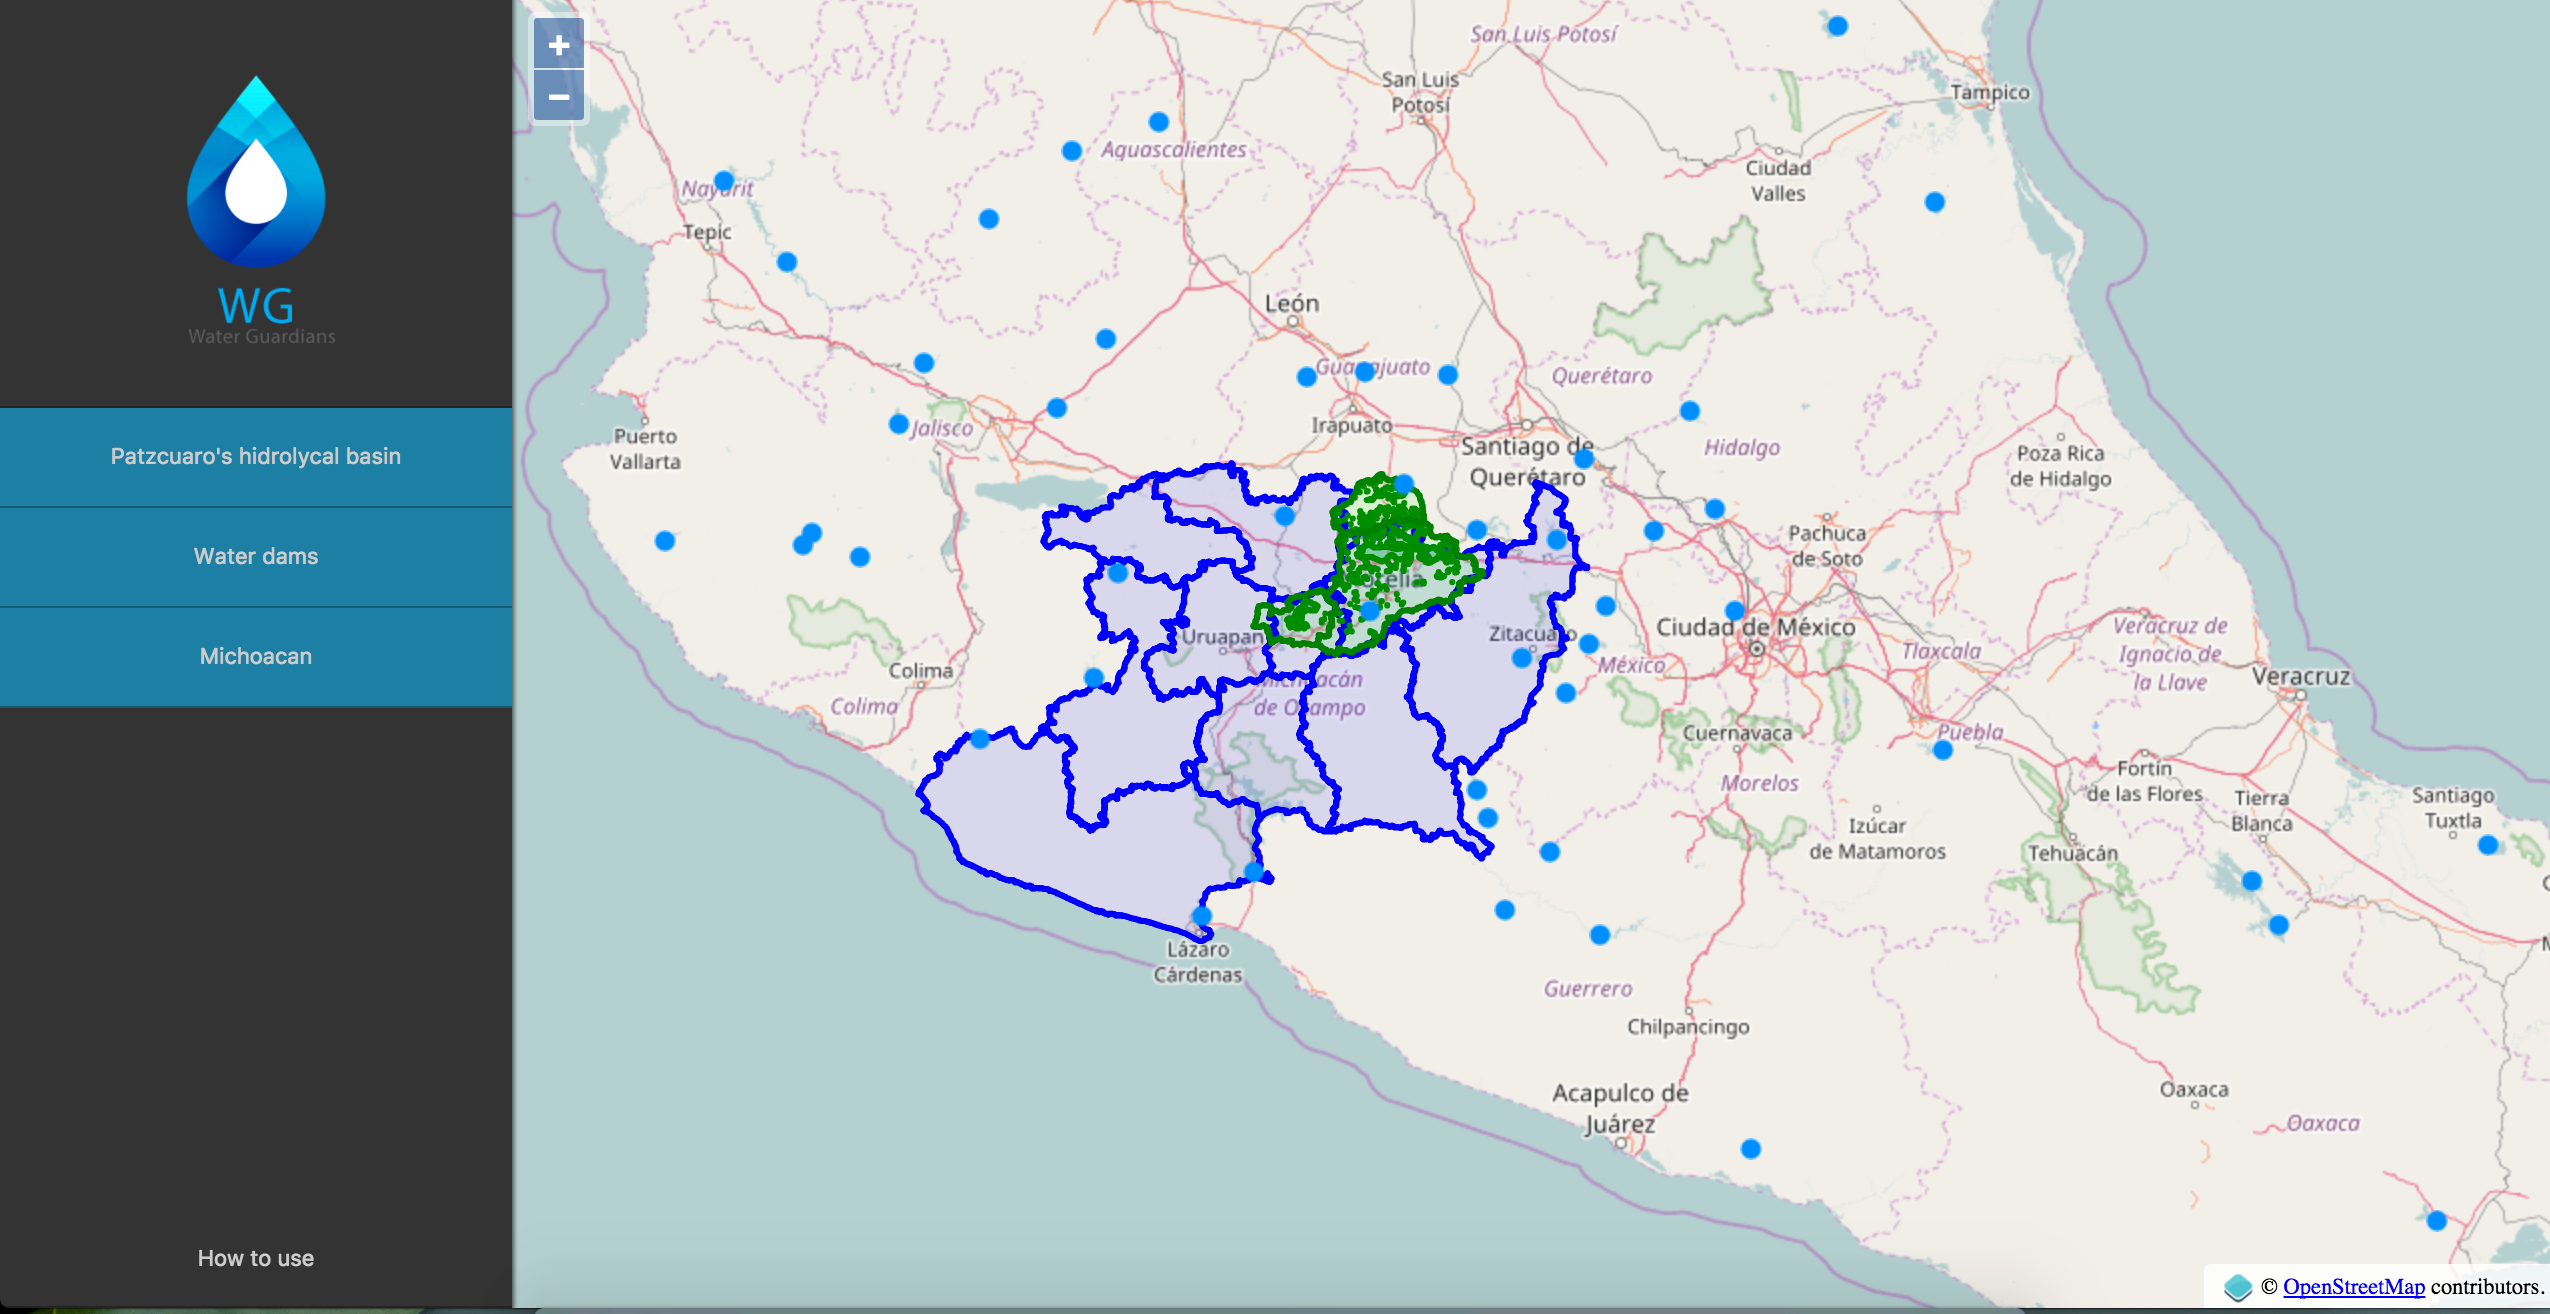 WG
Water Guardians
Patzcuaro's hidrolycal basin
Water dams
Michoacan
How to use
+
−
San Luis Potosí
San Luis
Potosí
Tampico
Aguascalientes
Ciudad
Valles
Nayarit
Tepic
León
Guanajuato
Querétaro
Puerto
Vallarta
Jalisco
Irapuato
Santiago de
Querétaro
Hidalgo
Poza Rica
de Hidalgo
Pachuca
de Soto
Uruapan
Zitacuaro
Ciudad de México
México
Tlaxcala
Veracruz de
Ignacio de
la Llave
Veracruz
Colima
Colima
Michoacán
de Ocampo
Cuernavaca
Puebla
Morelos
Fortín
de las Flores
Tierra
Blanca
Santiago
Tuxtla
Izúcar
de Matamoros
Tehuacán
Lázaro
Cárdenas
Guerrero
Chilpancingo
Acapulco de
Juárez
Oaxaca
Oaxaca
© OpenStreetMap contributors.